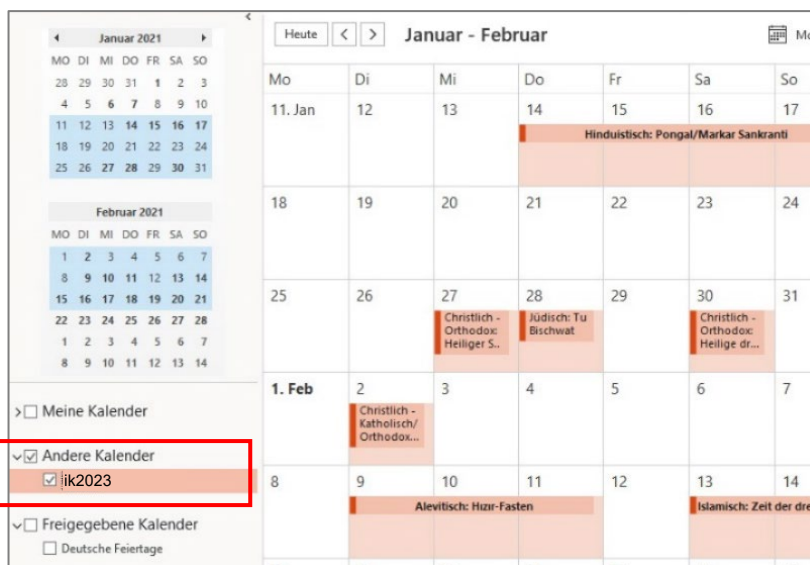 Januar 2021
MO DI MI DO FR SA SO
28 29 30 31 1 2 3
4 5 6 7 8 9 10
11 12 13 14 15 16 17
18 19 20 21 22 23 24
25 26 27 28 29 30 31
Februar 2021
MO DI MI DO FR SA SO
1 2 3 4 5 6 7
8 9 10 11 12 13 14
15 16 17 18 19 20 21
22 23 24 25 26 27 28
1 2 3 4 5 6 7
8 9 10 11 12 13 14
Meine Kalender
Andere Kalender
ik2023
Freigegebene Kalender
Deutsche Feiertage
Heute Januar - Februar
Mo Di Mi Do Fr Sa So
11. Jan 12 13 14 15 16 17
Hinduistisch: Pongal/Markar Sankranti
18 19 20 21 22 23 24
25 26 27 28 29 30 31
Christlich -
Orthodox:
Heiliger S..
Jüdisch: Tu
Bischwat
Christlich -
Orthodox:
Heilige dr...
1. Feb 2 3 4 5 6 7
Christlich -
Katholisch/
Orthodox...
8 9 10 11 12 13 14
Alevitisch: Hızır-Fasten
Islamisch: Zeit der dre